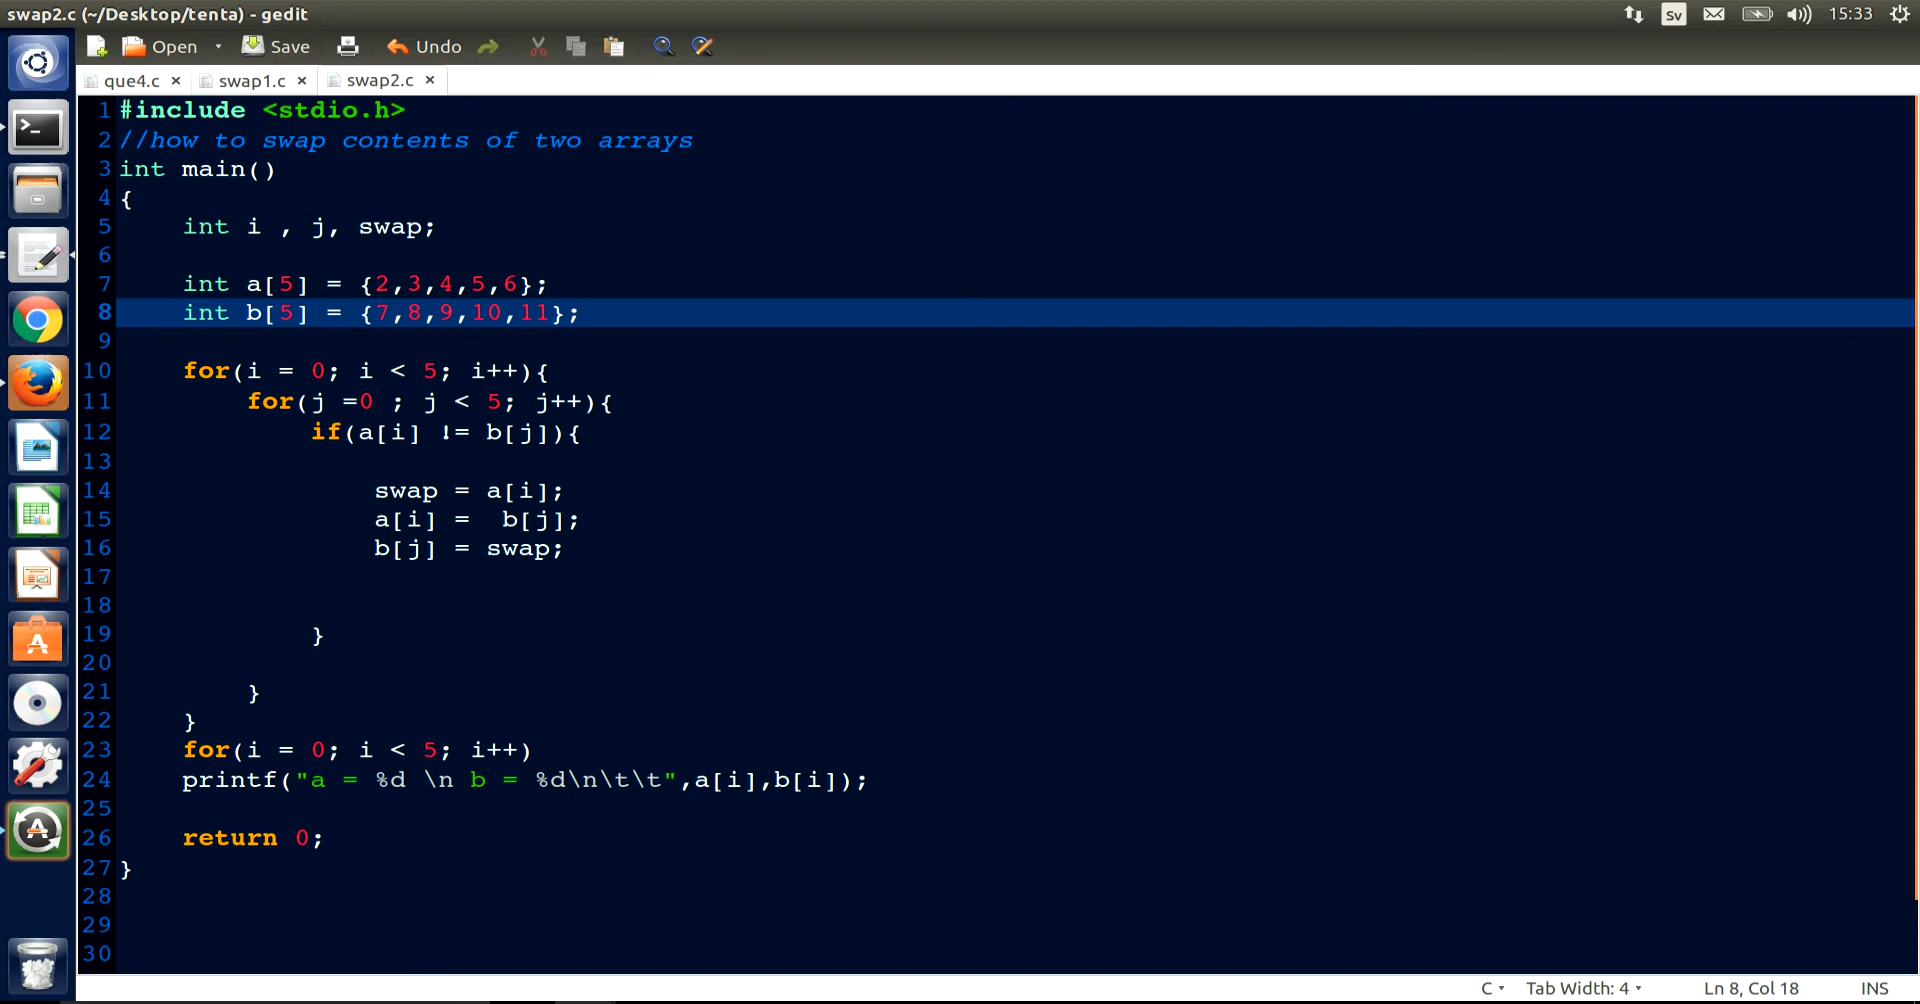 swap2.c (~/Desktop/tenta) - gedit
Sv
15:33
Open
Save
Undo
que4.c × swap1.c × swap2.c ×
1 #include <stdio.h>
2 //how to swap contents of two arrays
3 int main()
4 {
5     int i , j, swap;
6
7     int a[5] = {2,3,4,5,6};
8     int b[5] = {7,8,9,10,11};
9
10     for(i = 0; i < 5; i++){
11         for(j =0 ; j < 5; j++){
12             if(a[i] != b[j]){
13
14                 swap = a[i];
15                 a[i] =  b[j];
16                 b[j] = swap;
17
18
19             }
20
21         }
22     }
23     for(i = 0; i < 5; i++)
24     printf("a = %d \n b = %d\n\t\t",a[i],b[i]);
25
26     return 0;
27 }
28
29
30
C Tab Width: 4 Ln 8, Col 18 INS